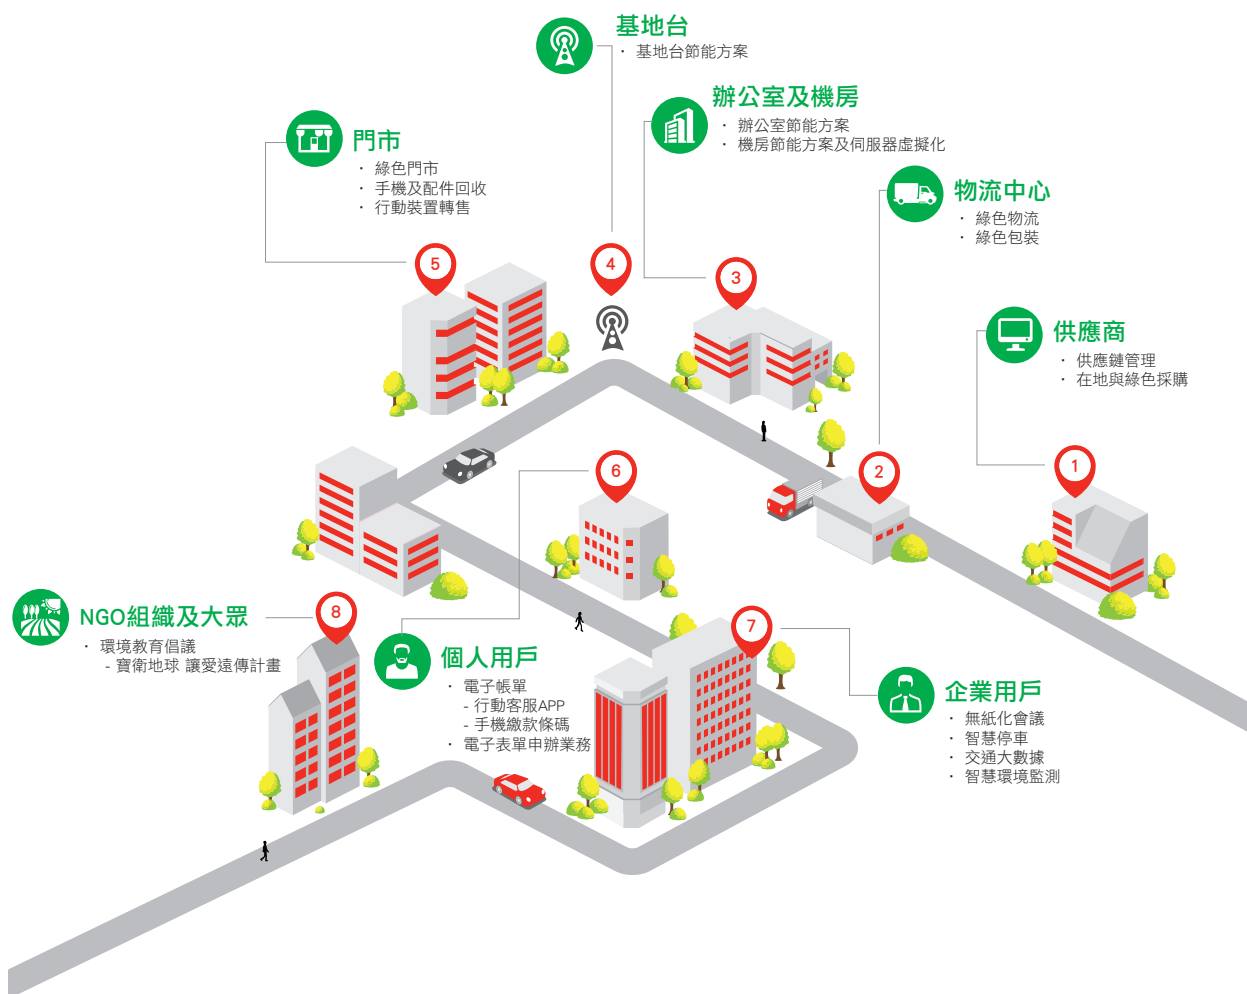 基地台
· 基地台節能方案
辦公室及機房
· 辦公室節能方案
· 機房節能方案及伺服器虛擬化
門市
· 綠色門市
· 手機及配件回收
· 行動裝置轉售
物流中心
· 綠色物流
· 綠色包裝
5
4
3
供應商
· 供應鏈管理
· 在地與綠色採購
6
2
1
NGO組織及大眾
· 環境教育倡議
- 寶衛地球 讓愛遠傳計畫
8
個人用戶
· 電子帳單
- 行動客服APP
- 手機繳款條碼
· 電子表單申辦業務
7
企業用戶
· 無紙化會議
· 智慧停車
· 交通大數據
· 智慧環境監測